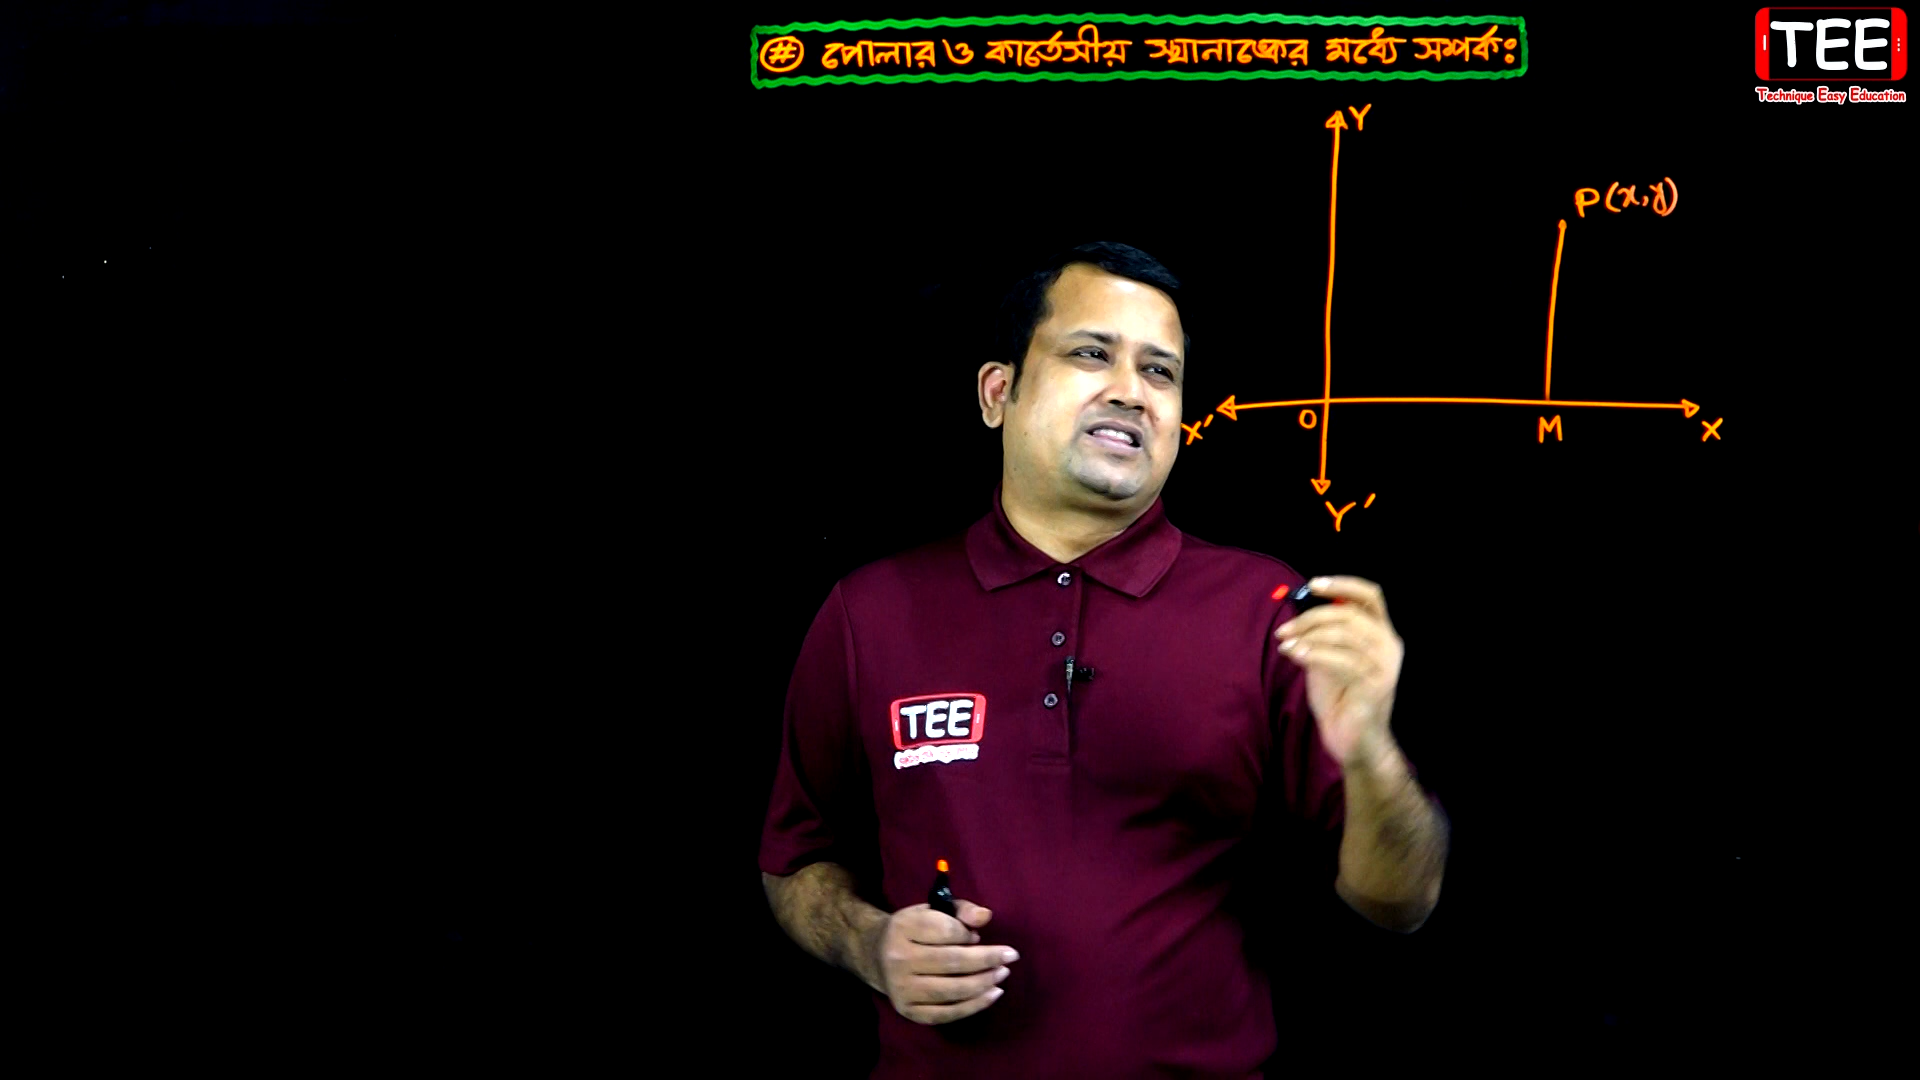 # পোলার ও কার্তেসীয় স্থানাঙ্কের মধ্যে সম্পর্ক:
TEE
Technique Easy Education
Y
P(x,y)
X' O M X
Y'
TEE